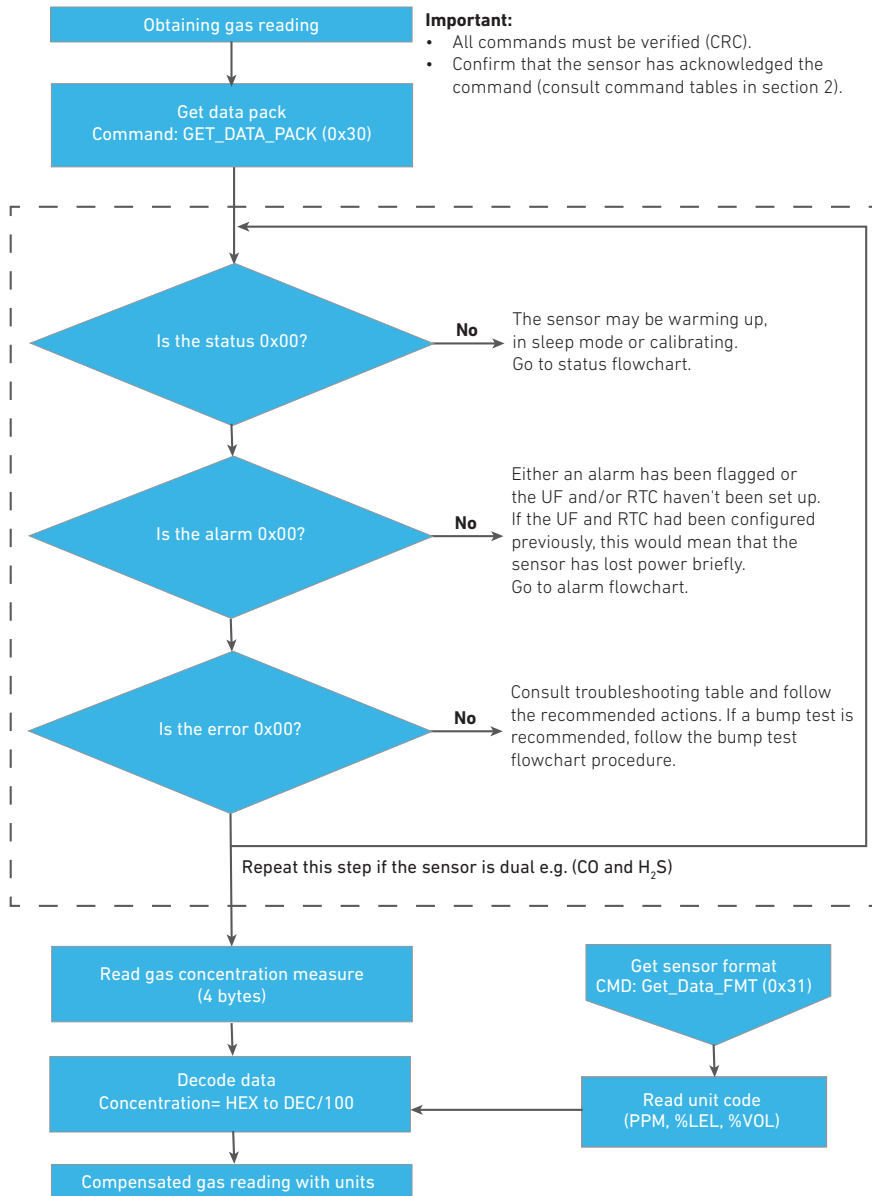 Obtaining gas reading
Important:
• All commands must be verified (CRC).
• Confirm that the sensor has acknowledged the
command (consult command tables in section 2).
Get data pack
Command: GET_DATA_PACK (0x30)
Is the status 0x00?
No
The sensor may be warming up,
in sleep mode or calibrating.
Go to status flowchart.
Is the alarm 0x00?
No
Either an alarm has been flagged or
the UF and/or RTC haven't been set up.
If the UF and RTC had been configured
previously, this would mean that the
sensor has lost power briefly.
Go to alarm flowchart.
Is the error 0x00?
No
Consult troubleshooting table and follow
the recommended actions. If a bump test is
recommended, follow the bump test
flowchart procedure.
Repeat this step if the sensor is dual e.g. (CO and H₂S)
Read gas concentration measure
(4 bytes)
Get sensor format
CMD: Get_Data_FMT (0x31)
Decode data
Concentration= HEX to DEC/100
Read unit code
(PPM, %LEL, %VOL)
Compensated gas reading with units